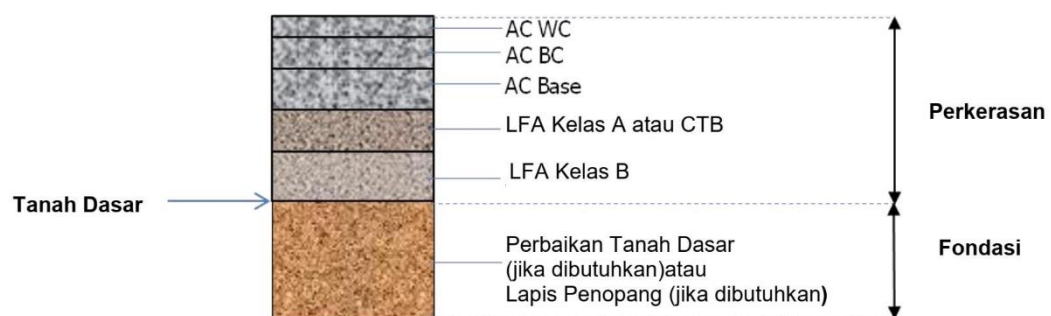 AC WC
AC BC
AC Base
LFA Kelas A atau CTB
LFA Kelas B
Perkerasan
Tanah Dasar
Perbaikan Tanah Dasar
(jika dibutuhkan)atau
Lapis Penopang (jika dibutuhkan)
Fondasi